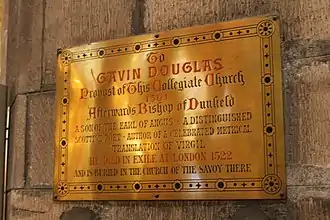 To
GAVIN DOUGLAS
Provost of This Collegiate Church
Afterwards Bishop of Dunkeld
A SON OF THE EARL OF ANGUS - A DISTINGUISHED
SCOTTISH POET - AUTHOR OF A CELEBRATED METRICAL
TRANSLATION OF VIRGIL
HE DIED IN EXILE AT LONDON 1522
AND IS BURIED IN THE CHURCH OF THE SAVOY THERE